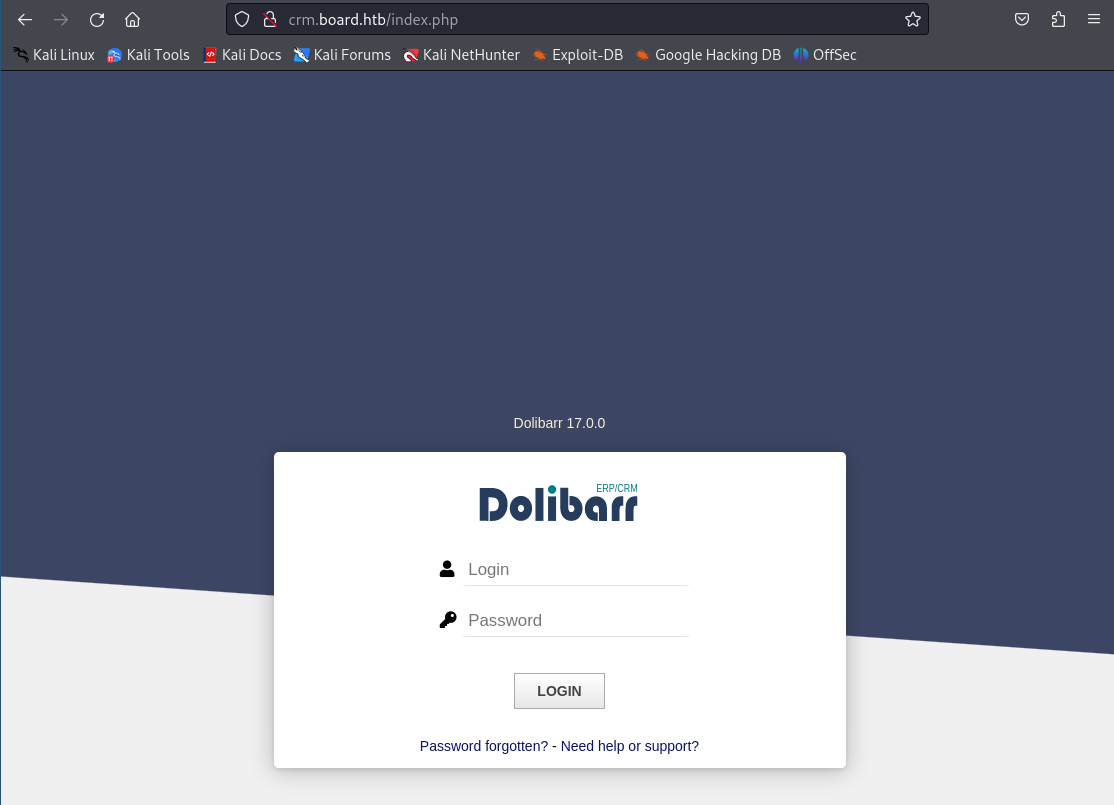 crm.board.htb/index.php
Kali Linux Kali Tools Kali Docs Kali Forums Kali NetHunter Exploit-DB Google Hacking DB OffSec
Dolibarr 17.0.0
Dolibarr ERP/CRM
Login
Password
LOGIN
Password forgotten? - Need help or support?